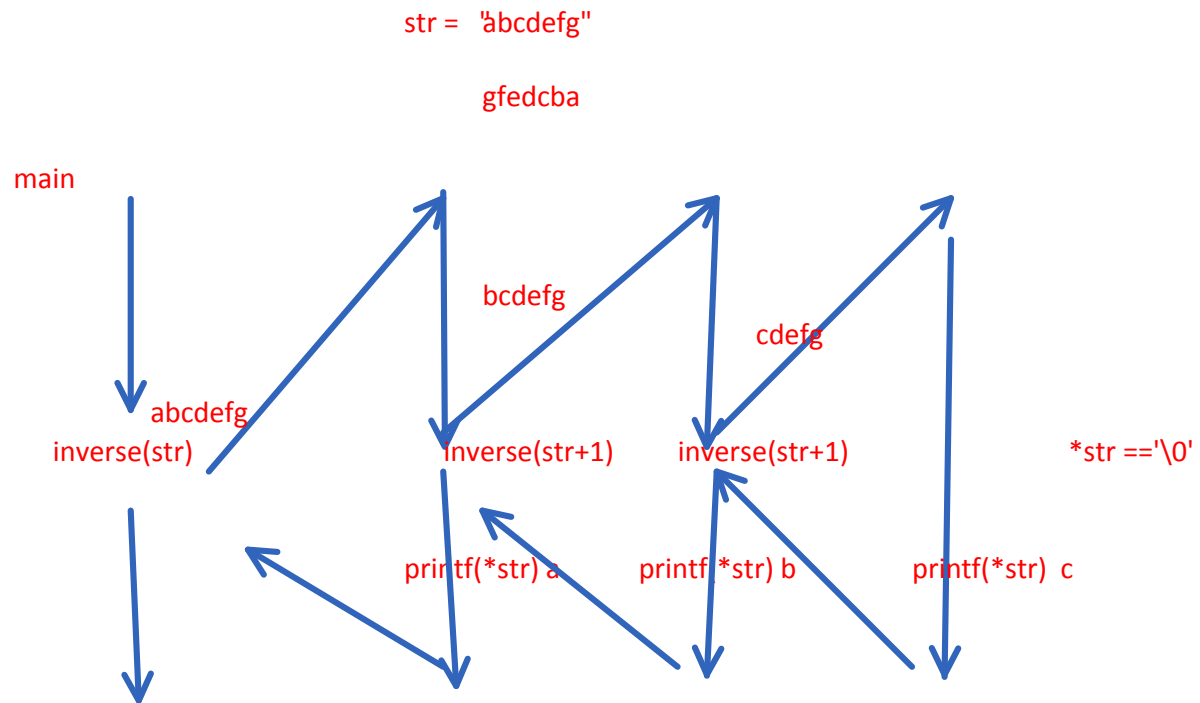 str = "abcdefg"
gfedcba
main
bcdefg
cdefg
abcdefg
inverse(str) inverse(str+1) inverse(str+1) *str =='\0'
printf(*str) a printf(*str) b printf(*str) c